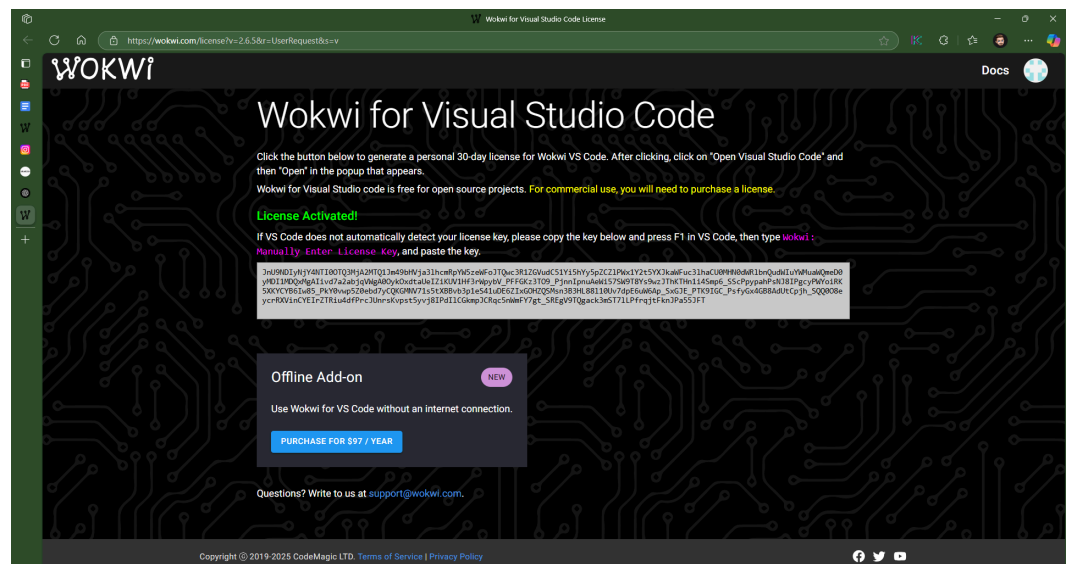 Wokwi for Visual Studio Code License
https://wokwi.com/license?v=2.6.5&r=UserRequest&s=v
WOKWi
Docs
Wokwi for Visual Studio Code
Click the button below to generate a personal 30-day license for Wokwi VS Code. After clicking, click on "Open Visual Studio Code" and
then "Open" in the popup that appears.
Wokwi for Visual Studio code is free for open source projects. For commercial use, you will need to purchase a license.
License Activated!
If VS Code does not automatically detect your license key, please copy the key below and press F1 in VS Code, then type Wokwi:
Manually Enter License Key, and paste the key.
Offline Add-on
NEW
Use Wokwi for VS Code without an internet connection.
PURCHASE FOR $97 / YEAR
Questions? Write to us at support@wokwi.com.
Copyright © 2019-2025 CodeMagic LTD. Terms of Service | Privacy Policy